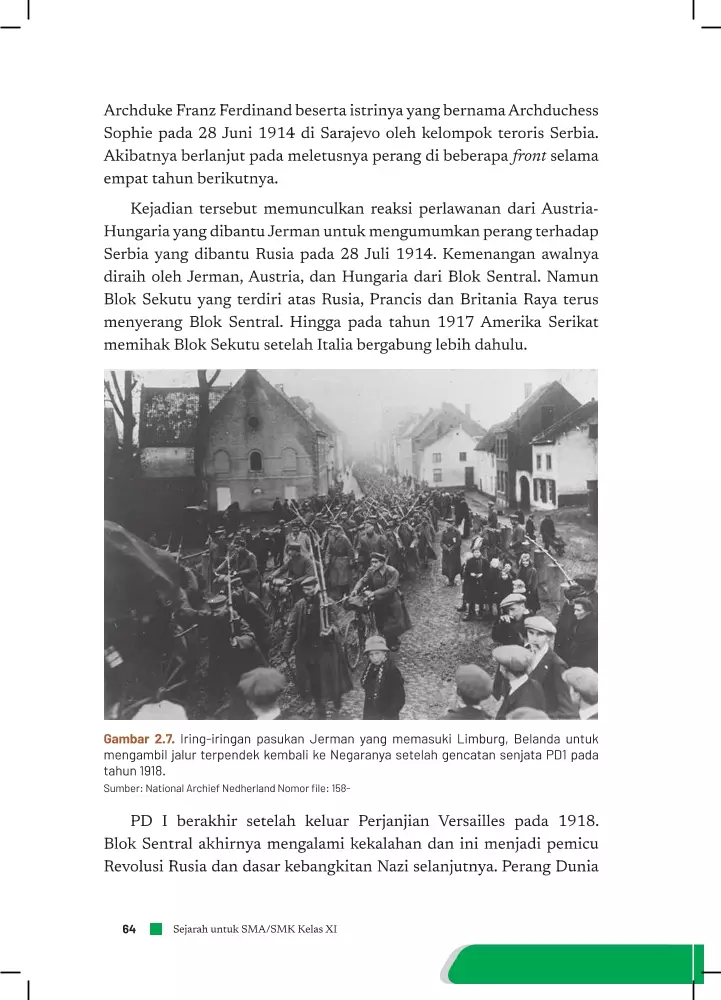 Archduke Franz Ferdinand beserta istrinya yang bernama Archduchess
Sophie pada 28 Juni 1914 di Sarajevo oleh kelompok teroris Serbia.
Akibatnya berlanjut pada meletusnya perang di beberapa front selama
empat tahun berikutnya.
Kejadian tersebut memunculkan reaksi perlawanan dari Austria-
Hungaria yang dibantu Jerman untuk mengumumkan perang terhadap
Serbia yang dibantu Rusia pada 28 Juli 1914. Kemenangan awalnya
diraih oleh Jerman, Austria, dan Hungaria dari Blok Sentral. Namun
Blok Sekutu yang terdiri atas Rusia, Prancis dan Britania Raya terus
menyerang Blok Sentral. Hingga pada tahun 1917 Amerika Serikat
memihak Blok Sekutu setelah Italia bergabung lebih dahulu.
Gambar 2.7. Iring-iringan pasukan Jerman yang memasuki Limburg, Belanda untuk
mengambil jalur terpendek kembali ke Negaranya setelah gencatan senjata PD1 pada
tahun 1918.
Sumber: National Archief Nedherland Nomor file: 158-
PD I berakhir setelah keluar Perjanjian Versailles pada 1918.
Blok Sentral akhirnya mengalami kekalahan dan ini menjadi pemicu
Revolusi Rusia dan dasar kebangkitan Nazi selanjutnya. Perang Dunia
64 Sejarah untuk SMA/SMK Kelas XI